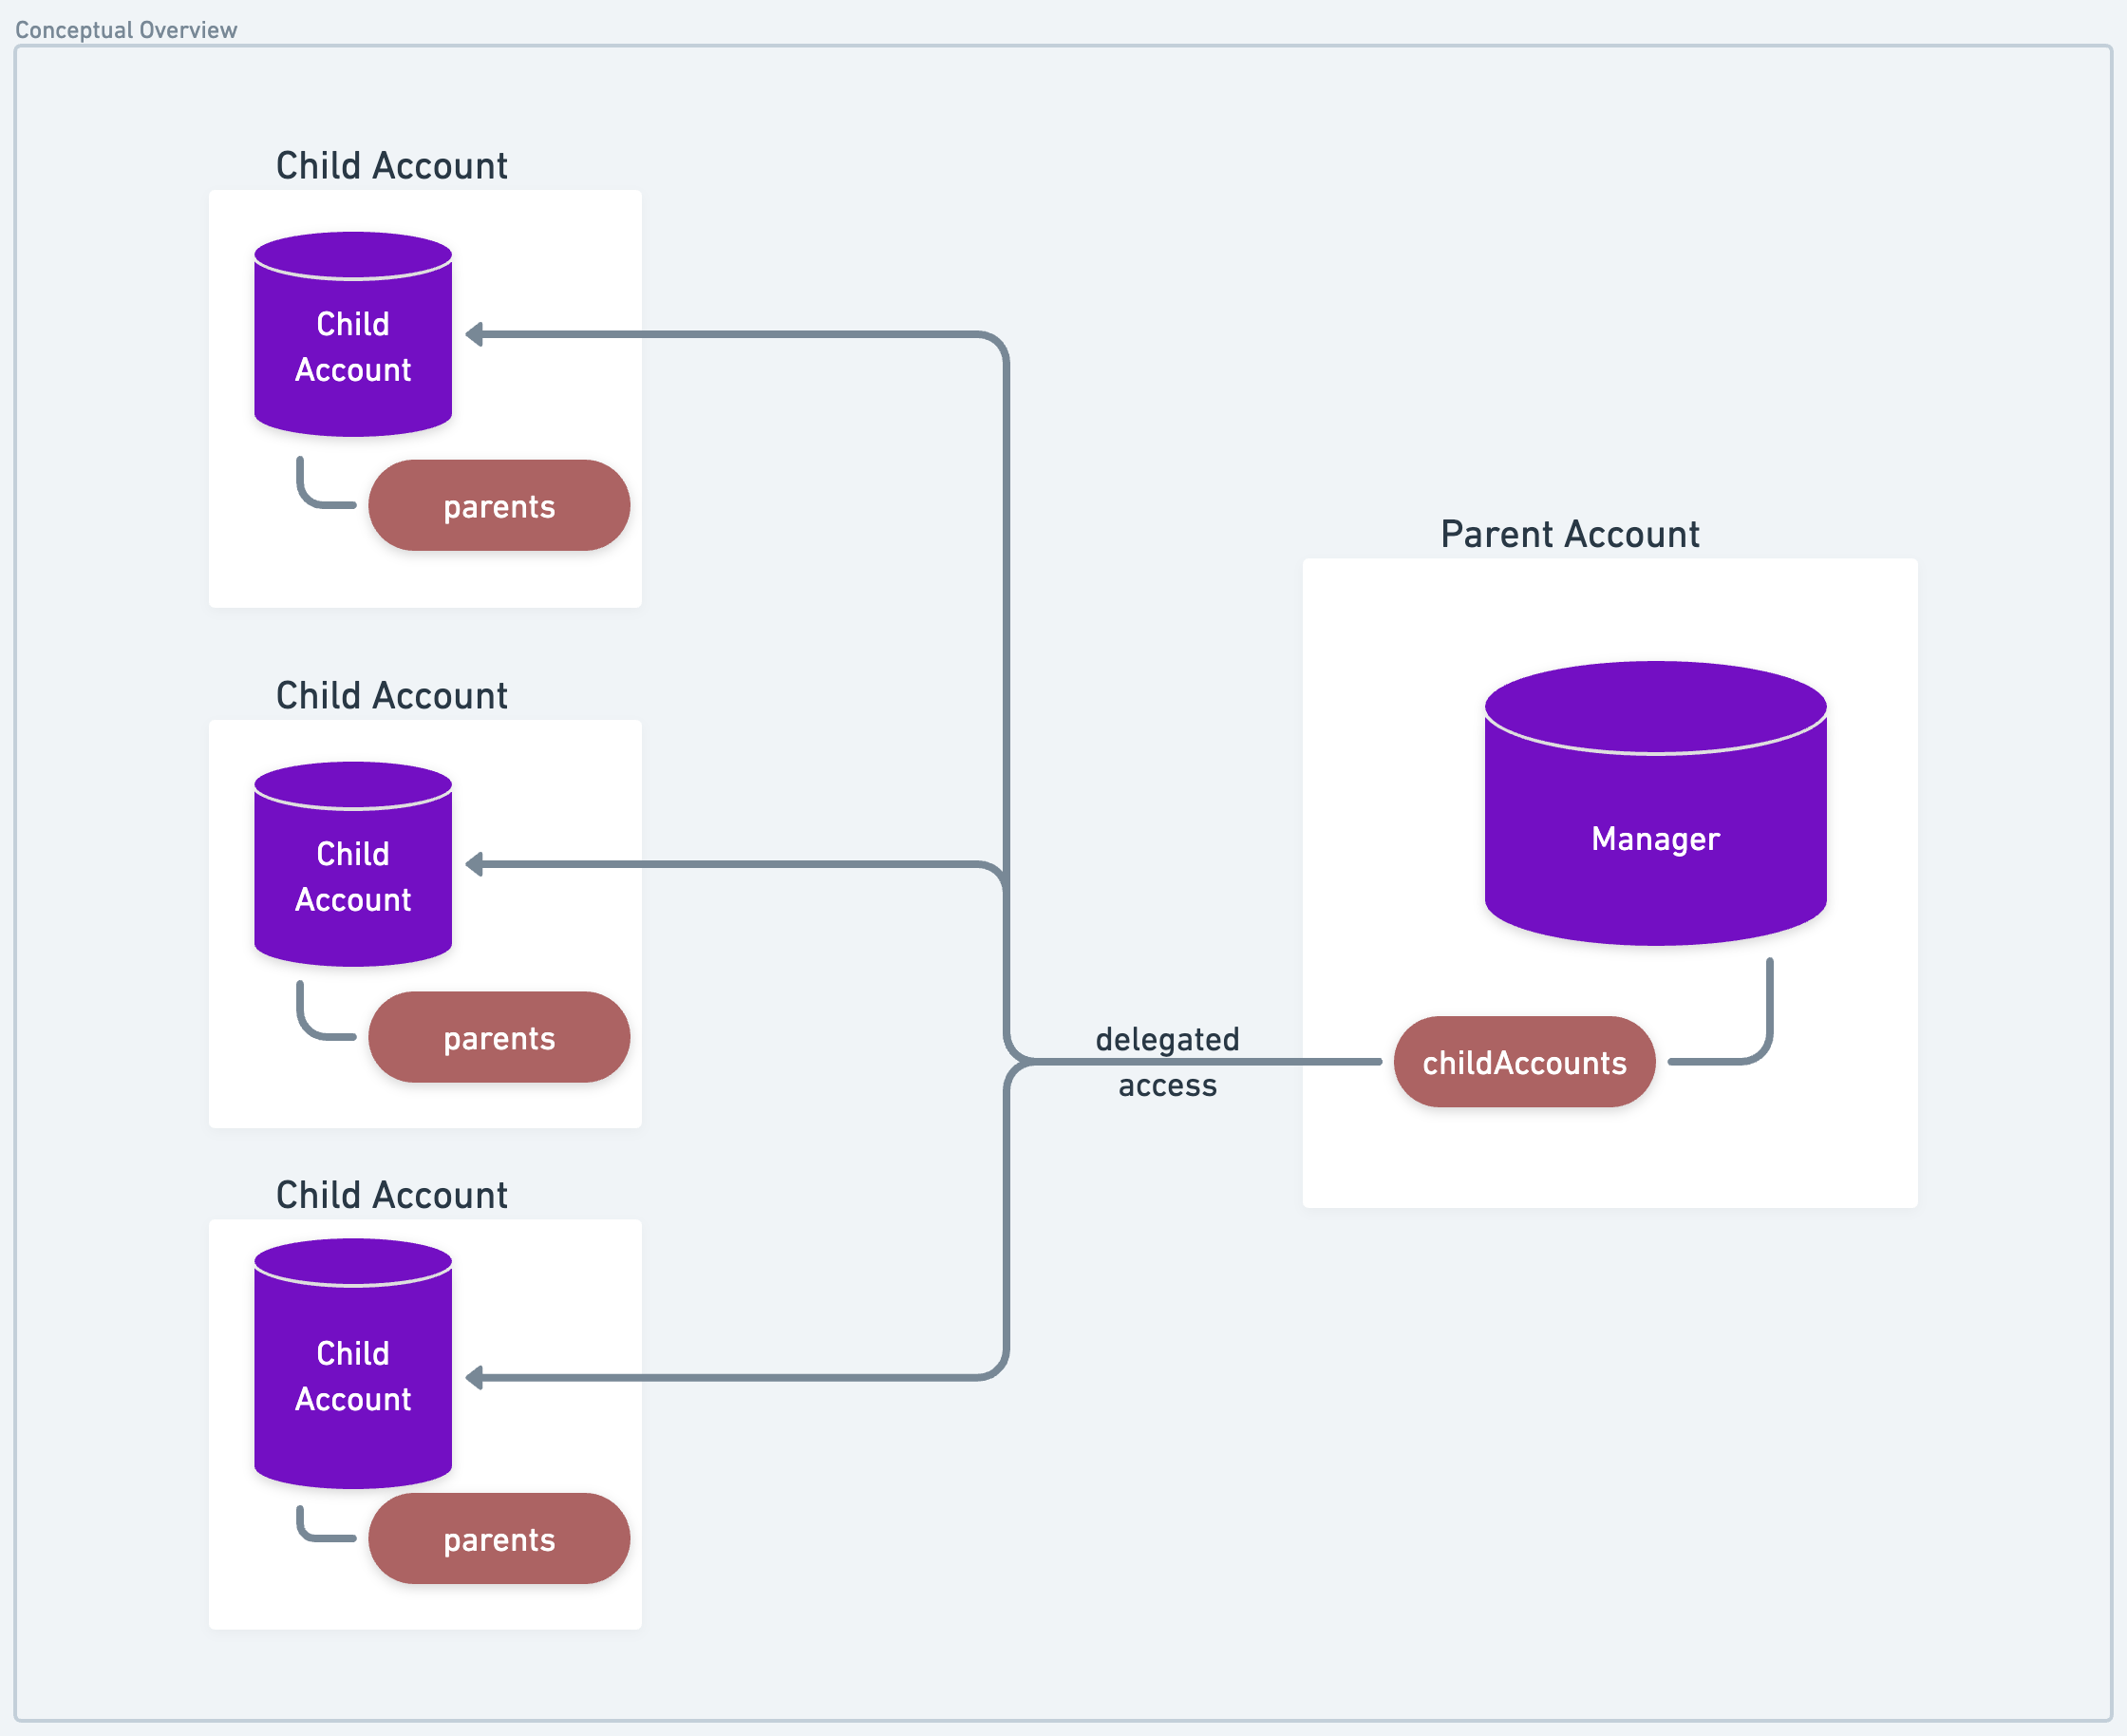 Conceptual Overview
Child Account
Child
Account
parents
Child Account
Child
Account
parents
Child Account
Child
Account
parents
delegated
access
Parent Account
Manager
childAccounts